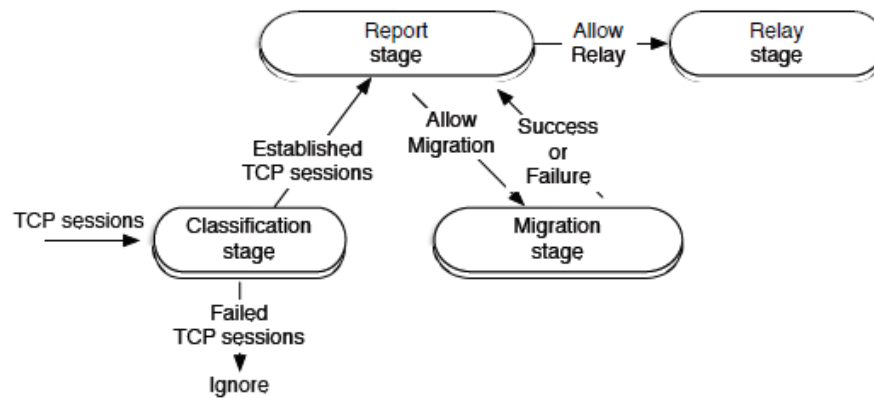 Report
stage
Allow
Relay
Relay
stage
Allow
Migration
Success
or
Failure
Established
TCP sessions
TCP sessions
Classification
stage
Migration
stage
Failed
TCP sessions
Ignore